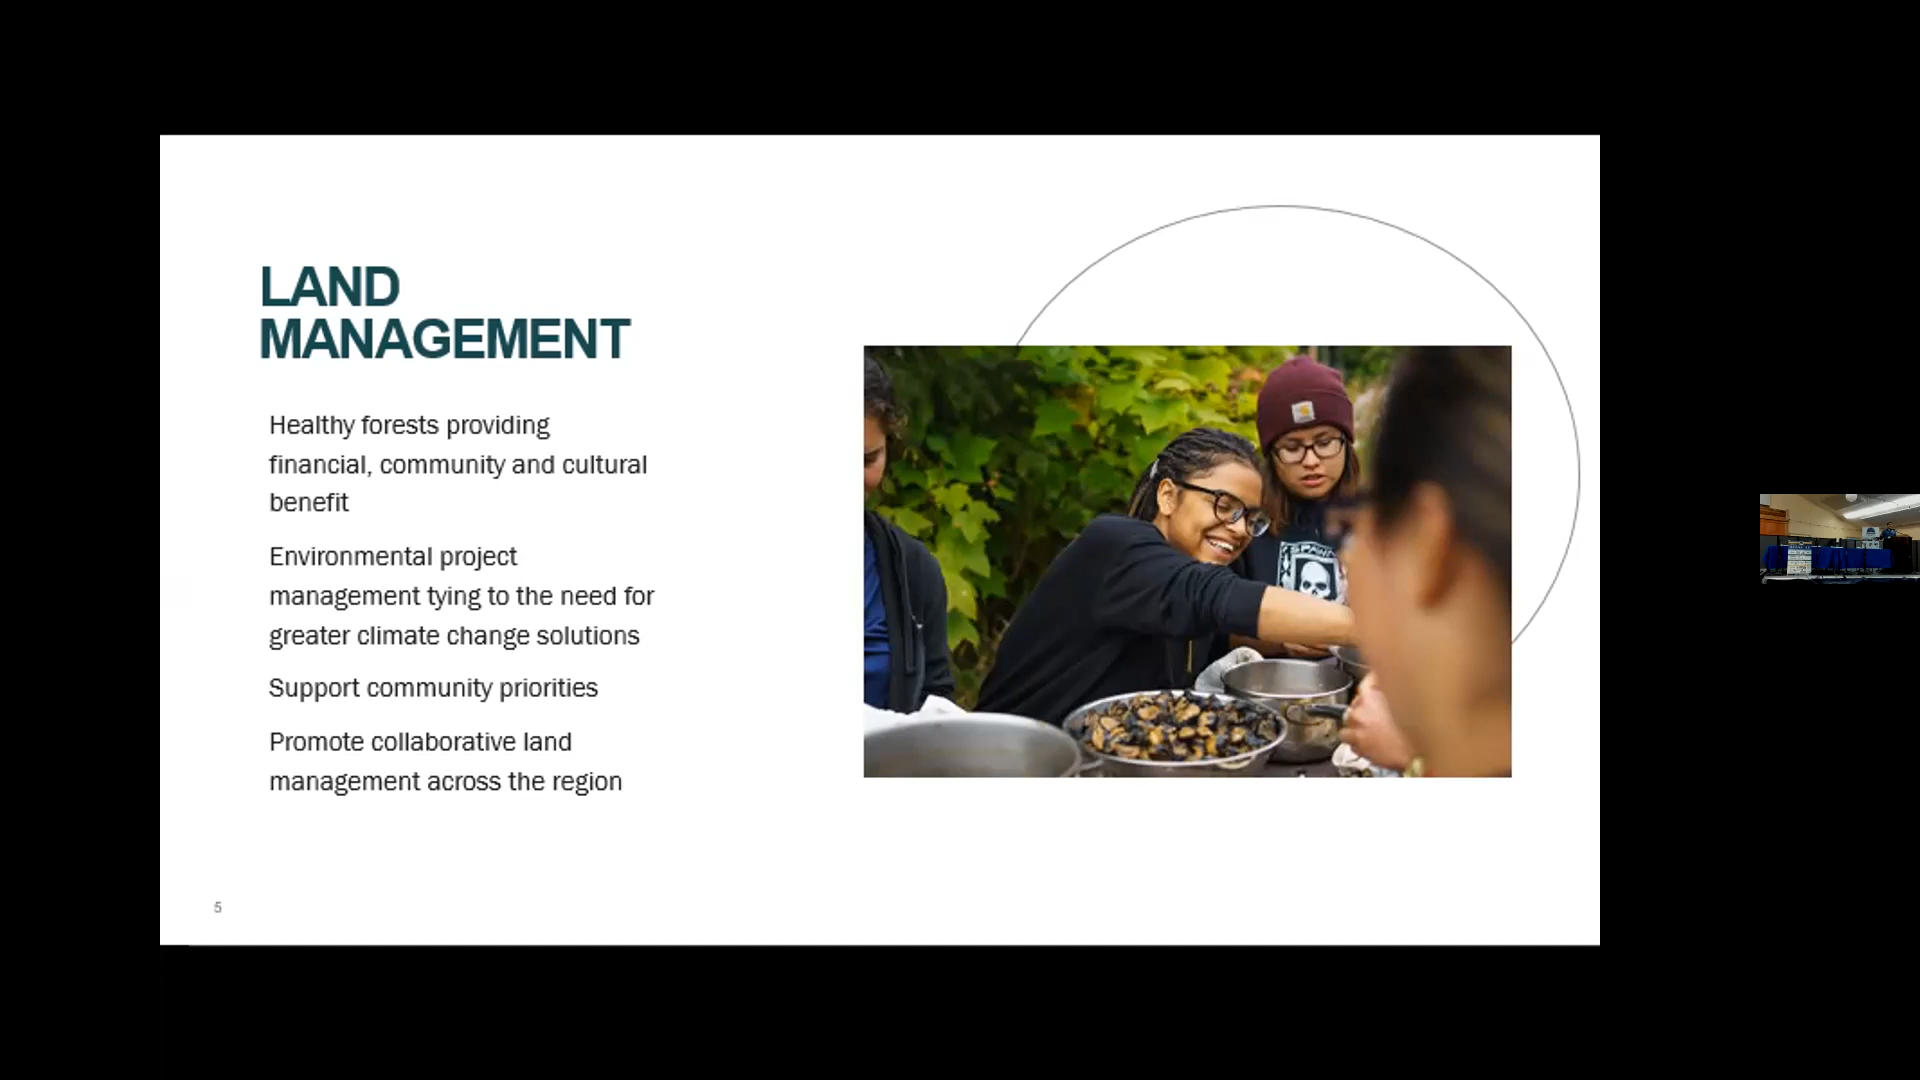 LAND
MANAGEMENT
Healthy forests providing
financial, community and cultural
benefit
Environmental project
management tying to the need for
greater climate change solutions
Support community priorities
Promote collaborative land
management across the region
SPAWN
5